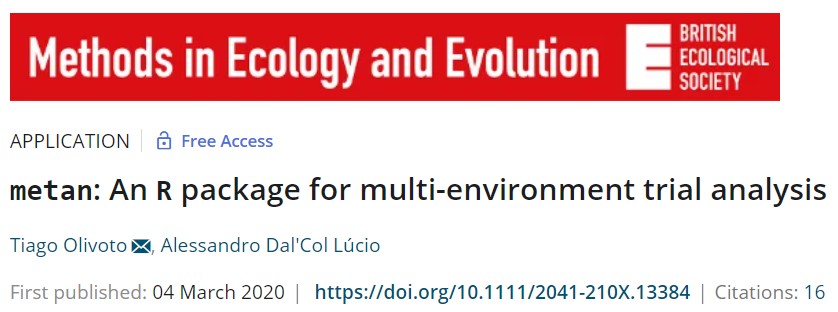 Methods in Ecology and Evolution
BRITISH
ECOLOGICAL
SOCIETY
APPLICATION Free Access
metan: An R package for multi-environment trial analysis
Tiago Olivoto, Alessandro Dal'Col Lúcio
First published: 04 March 2020 | https://doi.org/10.1111/2041-210X.13384 | Citations: 16